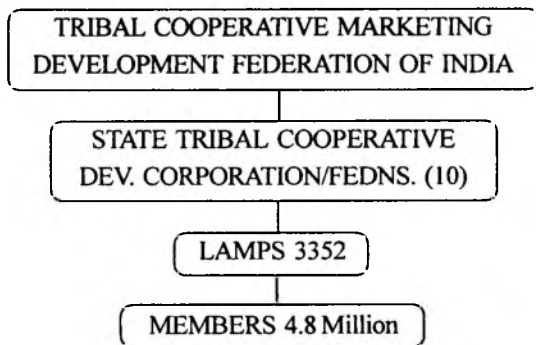 TRIBAL COOPERATIVE MARKETING
DEVELOPMENT FEDERATION OF INDIA
STATE TRIBAL COOPERATIVE
DEV. CORPORATION/FEDNS. (10)
LAMPS 3352
MEMBERS 4.8 Million